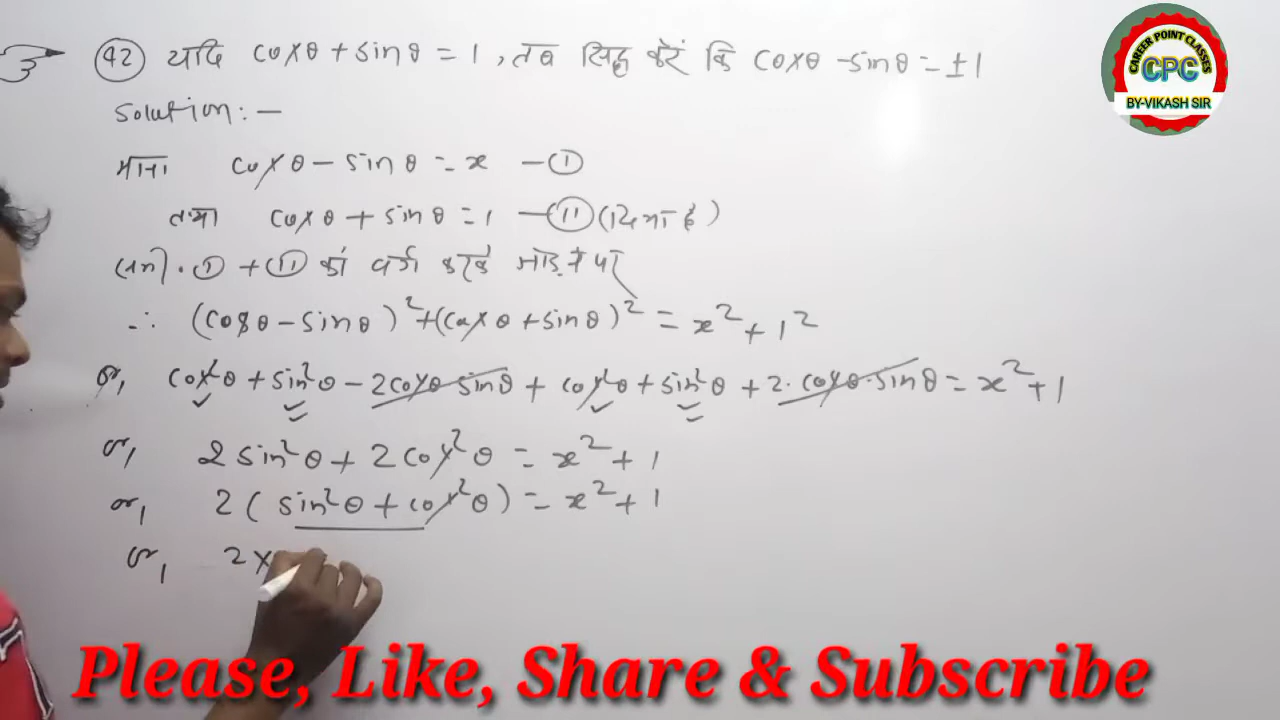 42 यदि cosθ + sinθ = 1, तब सिद्ध करें कि cosθ - sinθ = ±1
Solution: —
माना cosθ - sinθ = x — (I)
तथा cosθ + sinθ = 1 — (II) (दिया है)
(I) + (II) को वर्ग करके जोड़ने पर
∴ (cosθ - sinθ)² + (cosθ + sinθ)² = x² + 1²
or, cos²θ + sin²θ - 2cosθ·sinθ + cos²θ + sin²θ + 2·cosθ·sinθ = x² + 1
or, 2sin²θ + 2cos²θ = x² + 1
or, 2(sin²θ + cos²θ) = x² + 1
or, 2×
CAREER POINT CLASSES
CPC
BY-VIKASH SIR
Please, Like, Share & Subscribe